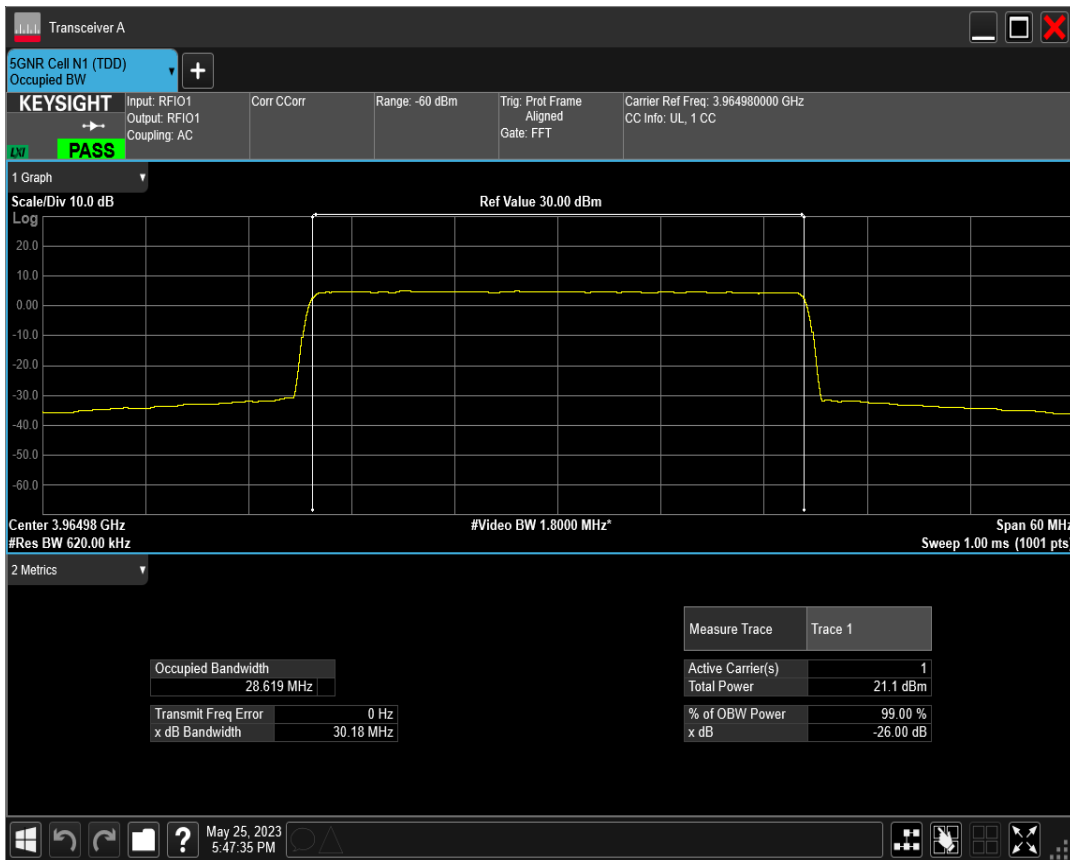 Transceiver A
5GNR Cell N1 (TDD)
Occupied BW
+
KEYSIGHT
LXI
PASS
Input: RFIO1
Output: RFIO1
Coupling: AC
Corr CCorr
Range: -60 dBm
Trig: Prot Frame
Aligned
Gate: FFT
Carrier Ref Freq: 3.964980000 GHz
CC Info: UL, 1 CC
1 Graph
Scale/Div 10.0 dB
Ref Value 30.00 dBm
Log
20.0
10.0
0.00
-10.0
-20.0
-30.0
-40.0
-50.0
-60.0
Center 3.96498 GHz
#Video BW 1.8000 MHz*
Span 60 MHz
#Res BW 620.00 kHz
Sweep 1.00 ms (1001 pts)
2 Metrics
Measure Trace Trace 1
Occupied Bandwidth
28.619 MHz
Active Carrier(s) 1
Total Power 21.1 dBm
Transmit Freq Error 0 Hz
x dB Bandwidth 30.18 MHz
% of OBW Power 99.00 %
x dB -26.00 dB
?
May 25, 2023
5:47:35 PM